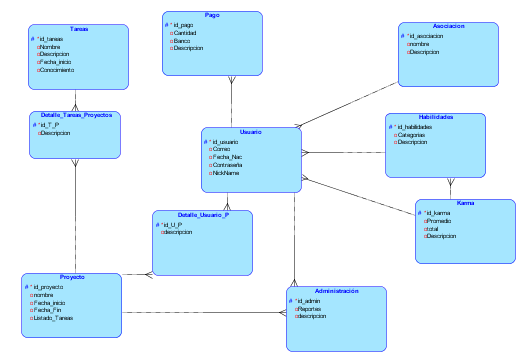 Tareas
# * id_tareas
Nombre
Descripcion
Fecha_inicio
Conocimiento
Pago
# * id_pago
Cantidad
Banco
Descripcion
Asociacion
# * id_asociacion
nombre
Descripcion
Detalle_Tareas_Proyectos
# * id_T_P
Descripcion
Usuario
# * id_usuario
Correo
Fecha_Nac
Contraseña
NickName
Habilidades
# * id_habilidades
Categorias
Descripcion
Detalle_Usuario_P
# * id_U_P
descripcion
Karma
# * id_karma
Promedio
total
Descripcion
Proyecto
# * id_proyecto
nombre
Fecha_inicio
Fecha_Fin
Listado_Tareas
Administración
# * id_admin
Reportes
descripcion